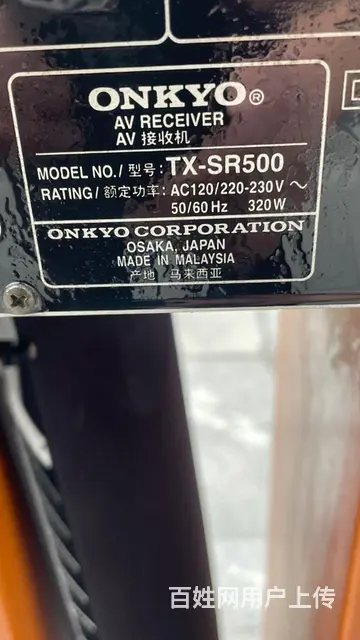 ONKYO®
AV RECEIVER
AV 接收机
MODEL NO./型号: TX-SR500
RATING/额定功率: AC120/220-230V ~
50/60Hz 320W
ONKYO CORPORATION
OSAKA, JAPAN
MADE IN MALAYSIA
产地 马来西亚
百姓网用户上传